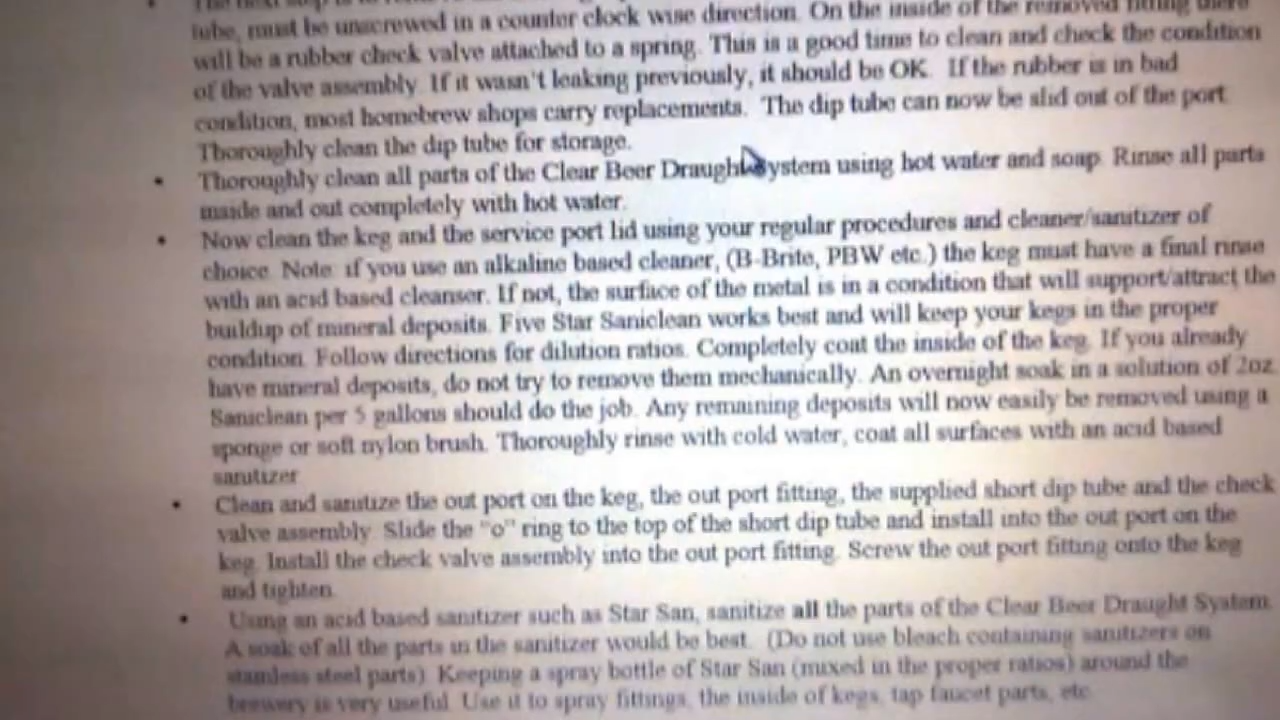 The next step is to
tube, must be unscrewed in a counter clock wise direction. On the inside of the removed fitting there
will be a rubber check valve attached to a spring. This is a good time to clean and check the condition
of the valve assembly. If it wasn't leaking previously, it should be OK. If the rubber is in bad
condition, most homebrew shops carry replacements. The dip tube can now be slid out of the port
Thoroughly clean the dip tube for storage.
• Thoroughly clean all parts of the Clear Beer Draught System using hot water and soap. Rinse all parts
inside and out completely with hot water.
• Now clean the keg and the service port lid using your regular procedures and cleaner/sanitizer of
choice. Note: if you use an alkaline based cleaner, (B-Brite, PBW etc.) the keg must have a final rinse
with an acid based cleanser. If not, the surface of the metal is in a condition that will support/attract the
buildup of mineral deposits. Five Star Saniclean works best and will keep your kegs in the proper
condition. Follow directions for dilution ratios. Completely coat the inside of the keg. If you already
have mineral deposits, do not try to remove them mechanically. An overnight soak in a solution of 2oz
Saniclean per 5 gallons should do the job. Any remaining deposits will now easily be removed using a
sponge or soft nylon brush. Thoroughly rinse with cold water, coat all surfaces with an acid based
sanitizer
• Clean and sanitize the out port on the keg, the out port fitting, the supplied short dip tube and the check
valve assembly. Slide the "o" ring to the top of the short dip tube and install into the out port on the
keg. Install the check valve assembly into the out port fitting. Screw the out port fitting onto the keg
and tighten.
• Using an acid based sanitizer such as Star San, sanitize all the parts of the Clear Beer Draught System.
A soak of all the parts in the sanitizer would be best. (Do not use bleach containing sanitizers on
stainless steel parts). Keeping a spray bottle of Star San (mixed in the proper ratios) around the
brewery is very useful. Use it to spray fittings, the inside of kegs, tap faucet parts, etc.